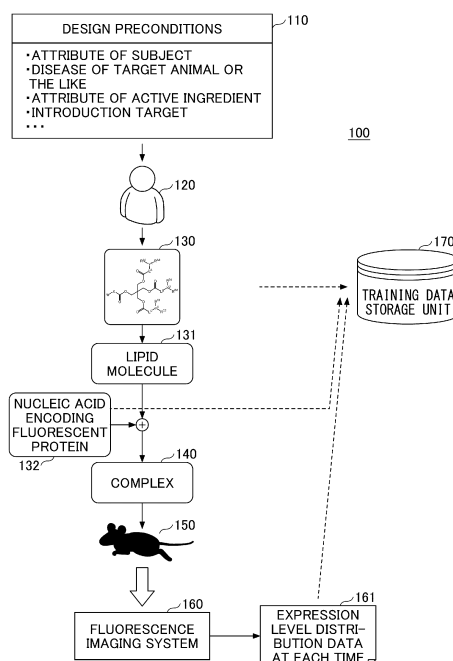 110
DESIGN PRECONDITIONS
・ATTRIBUTE OF SUBJECT
・DISEASE OF TARGET ANIMAL OR
THE LIKE
・ATTRIBUTE OF ACTIVE INGREDIENT
・INTRODUCTION TARGET
・・・
100
120
130
170
TRAINING DATA
STORAGE UNIT
131
LIPID
MOLECULE
NUCLEIC ACID
ENCODING
FLUORESCENT
PROTEIN
132
140
COMPLEX
150
160
FLUORESCENCE
IMAGING SYSTEM
161
EXPRESSION
LEVEL DISTRI-
BUTION DATA
AT EACH TIME